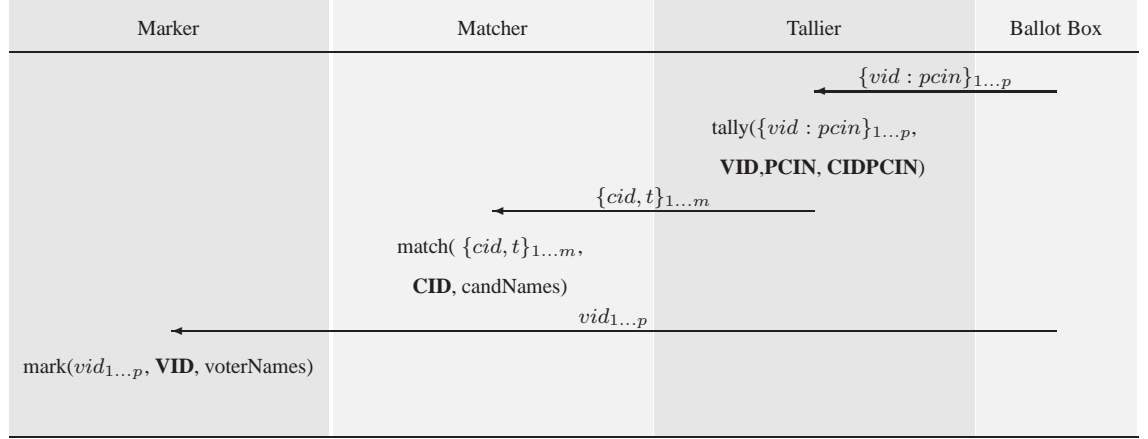 Marker Matcher Tallier Ballot Box
{vid : pcin}1...p
tally({vid : pcin}1...p,
VID,PCIN, CIDPCIN)
{cid, t}1...m
match( {cid, t}1...m,
CID, candNames)
vid1...p
mark(vid1...p, VID, voterNames)